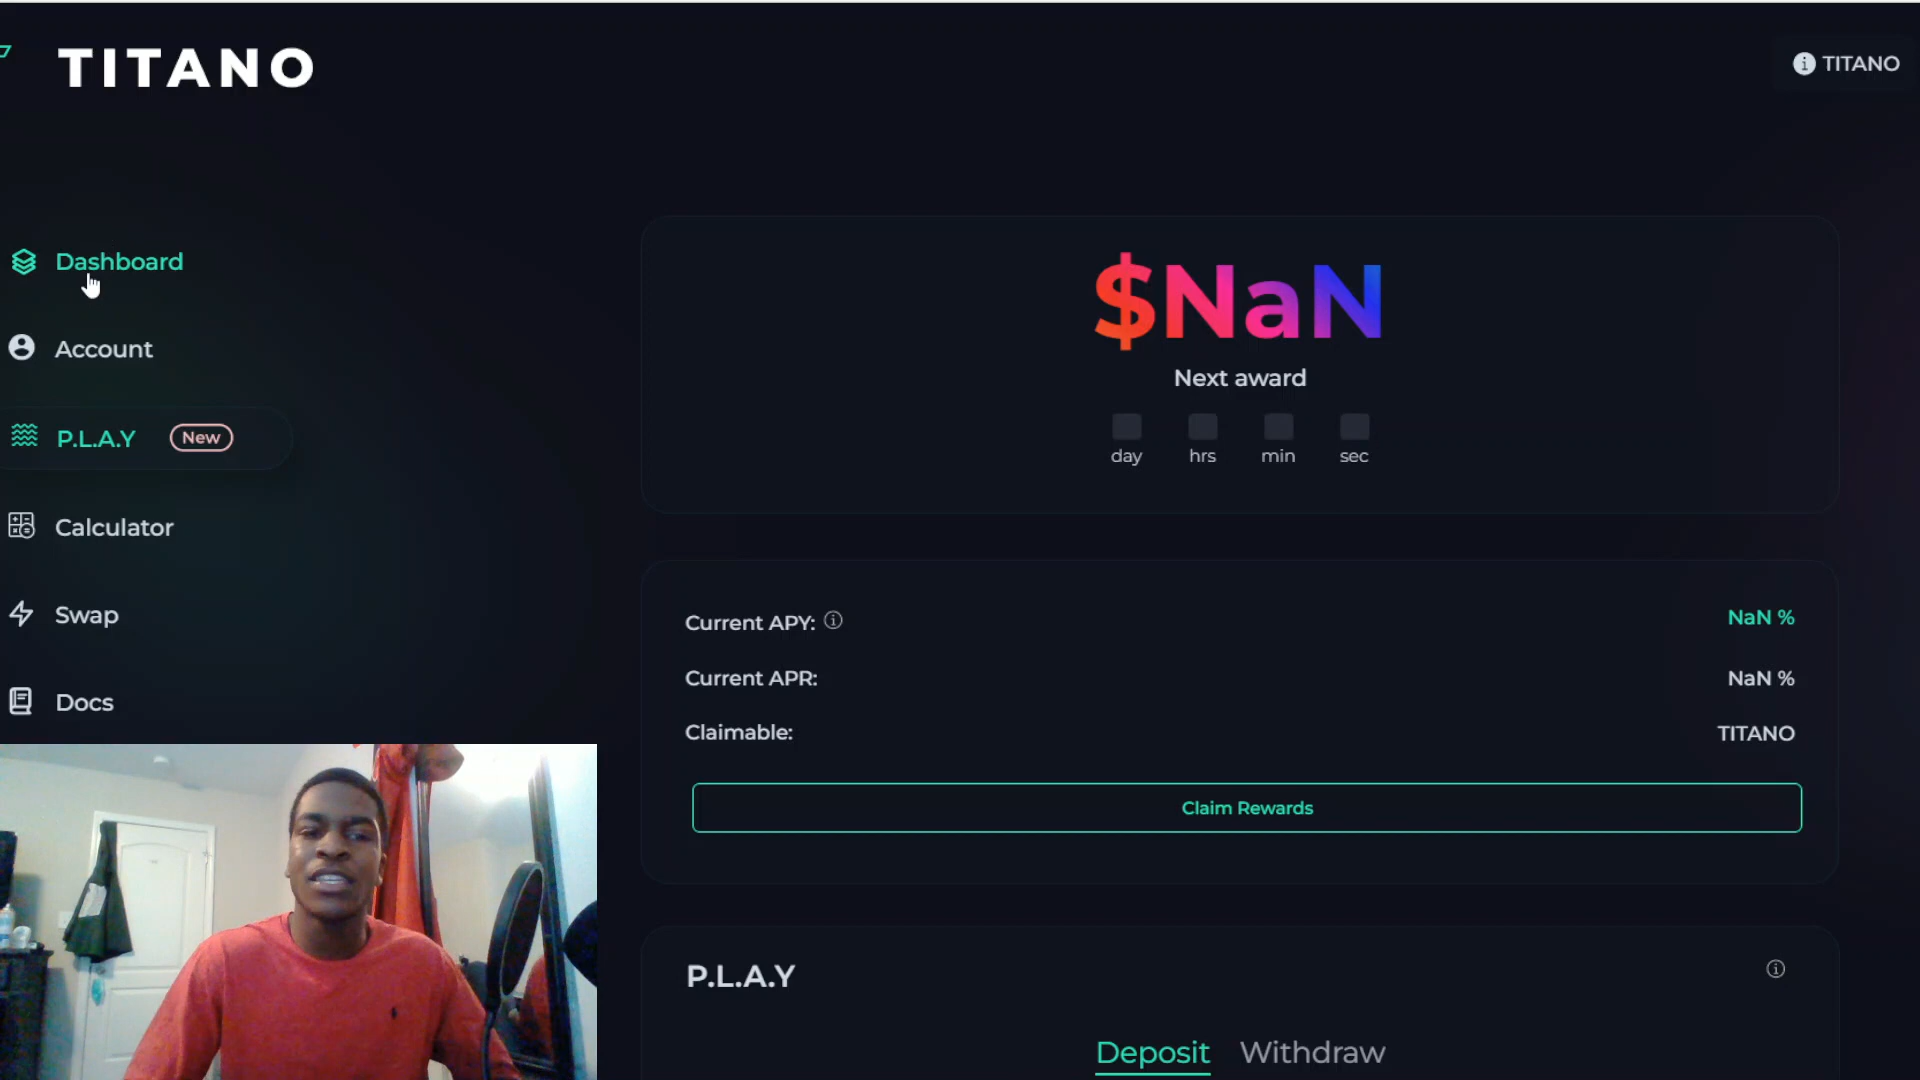 TITANO
TITANO
Dashboard
Account
P.L.A.Y New
Calculator
Swap
Docs
$NaN
Next award
day hrs min sec
Current APY: NaN %
Current APR: NaN %
Claimable: TITANO
Claim Rewards
P.L.A.Y
Deposit Withdraw